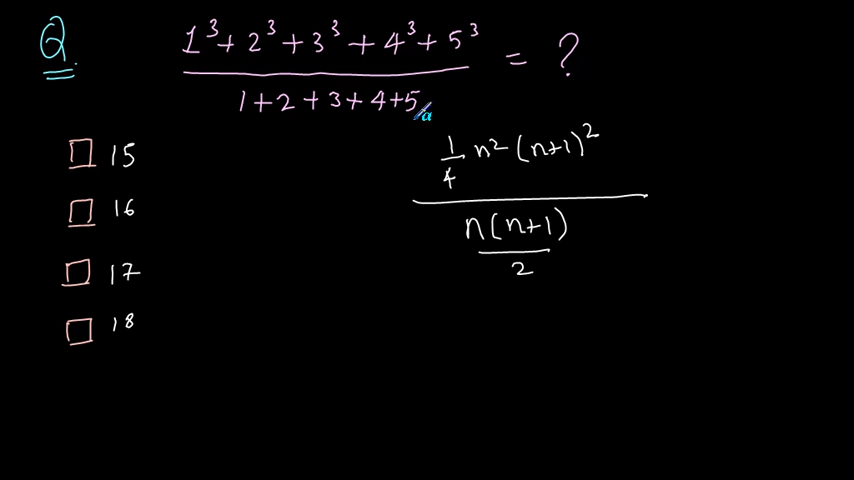 Q. 1³ + 2³ + 3³ + 4³ + 5³ = ?
1 + 2 + 3 + 4 + 5
15
16
17
18
1/4 n² (n+1)²
n(n+1)
2